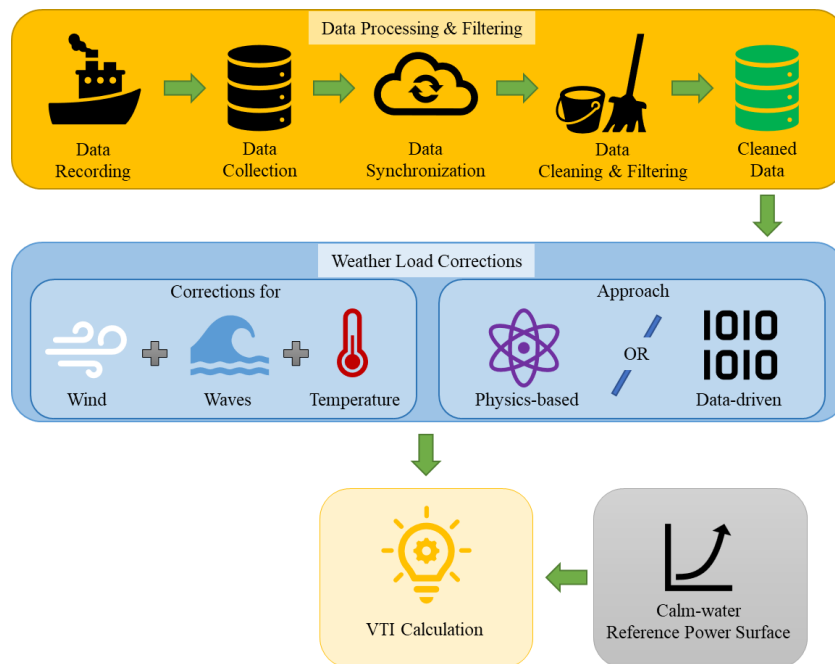 Data Processing & Filtering
Data
Recording
Data
Collection
Data
Synchronization
Data
Cleaning & Filtering
Cleaned
Data
Weather Load Corrections
Corrections for
Wind
Waves
Temperature
Approach
Physics-based
OR
1010
1010
Data-driven
VTI Calculation
Calm-water
Reference Power Surface